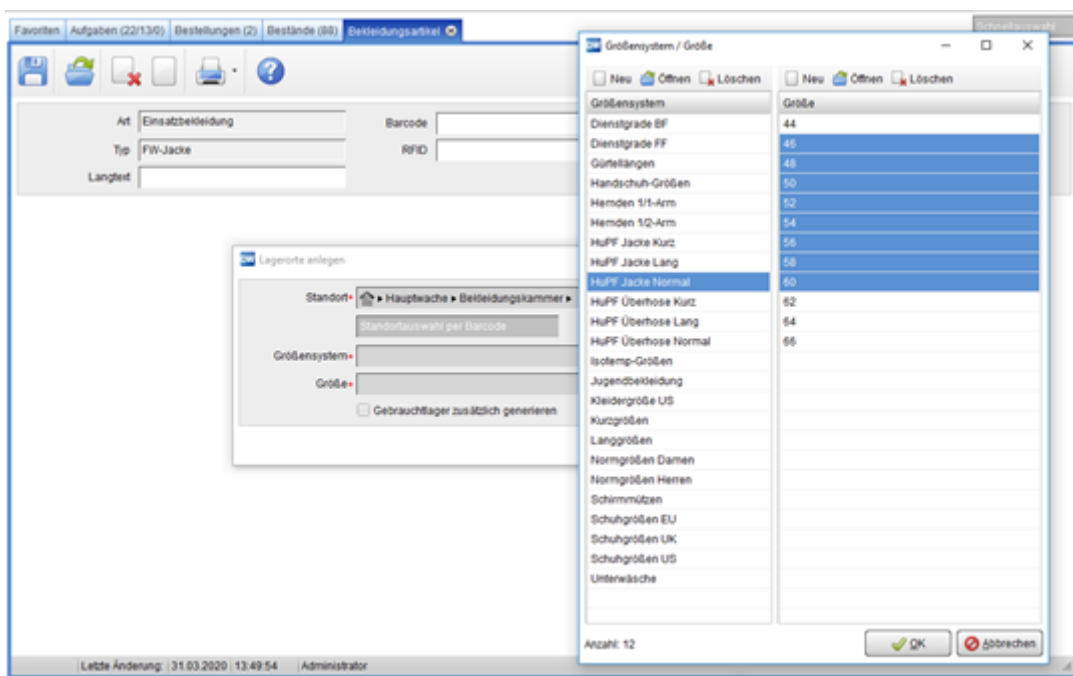 Favoriten Aufgaben (22/13/0) Bestellungen (2) Bestände (88) Bekleidungsartikel
Schnellauswahl
Art Einsatzbekleidung Barcode
Typ FW-Jacke RFID
Langtext
Lagerorte anlegen
Standort* Hauptwache Bekleidungskammer
Standortauswahl per Barcode
Größensystem*
Größe*
Gebrauchtlager zusätzlich generieren
Größensystem / Größe
Neu Öffnen Löschen Neu Öffnen Löschen
Größensystem Größe
Dienstgrade BF 44
Dienstgrade FF 46
Gürtellängen 48
Handschuh-Größen 50
Hemden 1/1-Arm 52
Hemden 1/2-Arm 54
HuPF Jacke Kurz 56
HuPF Jacke Lang 58
HuPF Jacke Normal 60
HuPF Überhose Kurz 62
HuPF Überhose Lang 64
HuPF Überhose Normal 66
Isotemp-Größen
Jugendbekleidung
Kleidergröße US
Kurzgrößen
Langgrößen
Normgrößen Damen
Normgrößen Herren
Schirmmützen
Schuhgrößen EU
Schuhgrößen UK
Schuhgrößen US
Unterwäsche
Anzahl: 12 OK Abbrechen
Letzte Änderung: 31.03.2020 13:49:54 Administrator